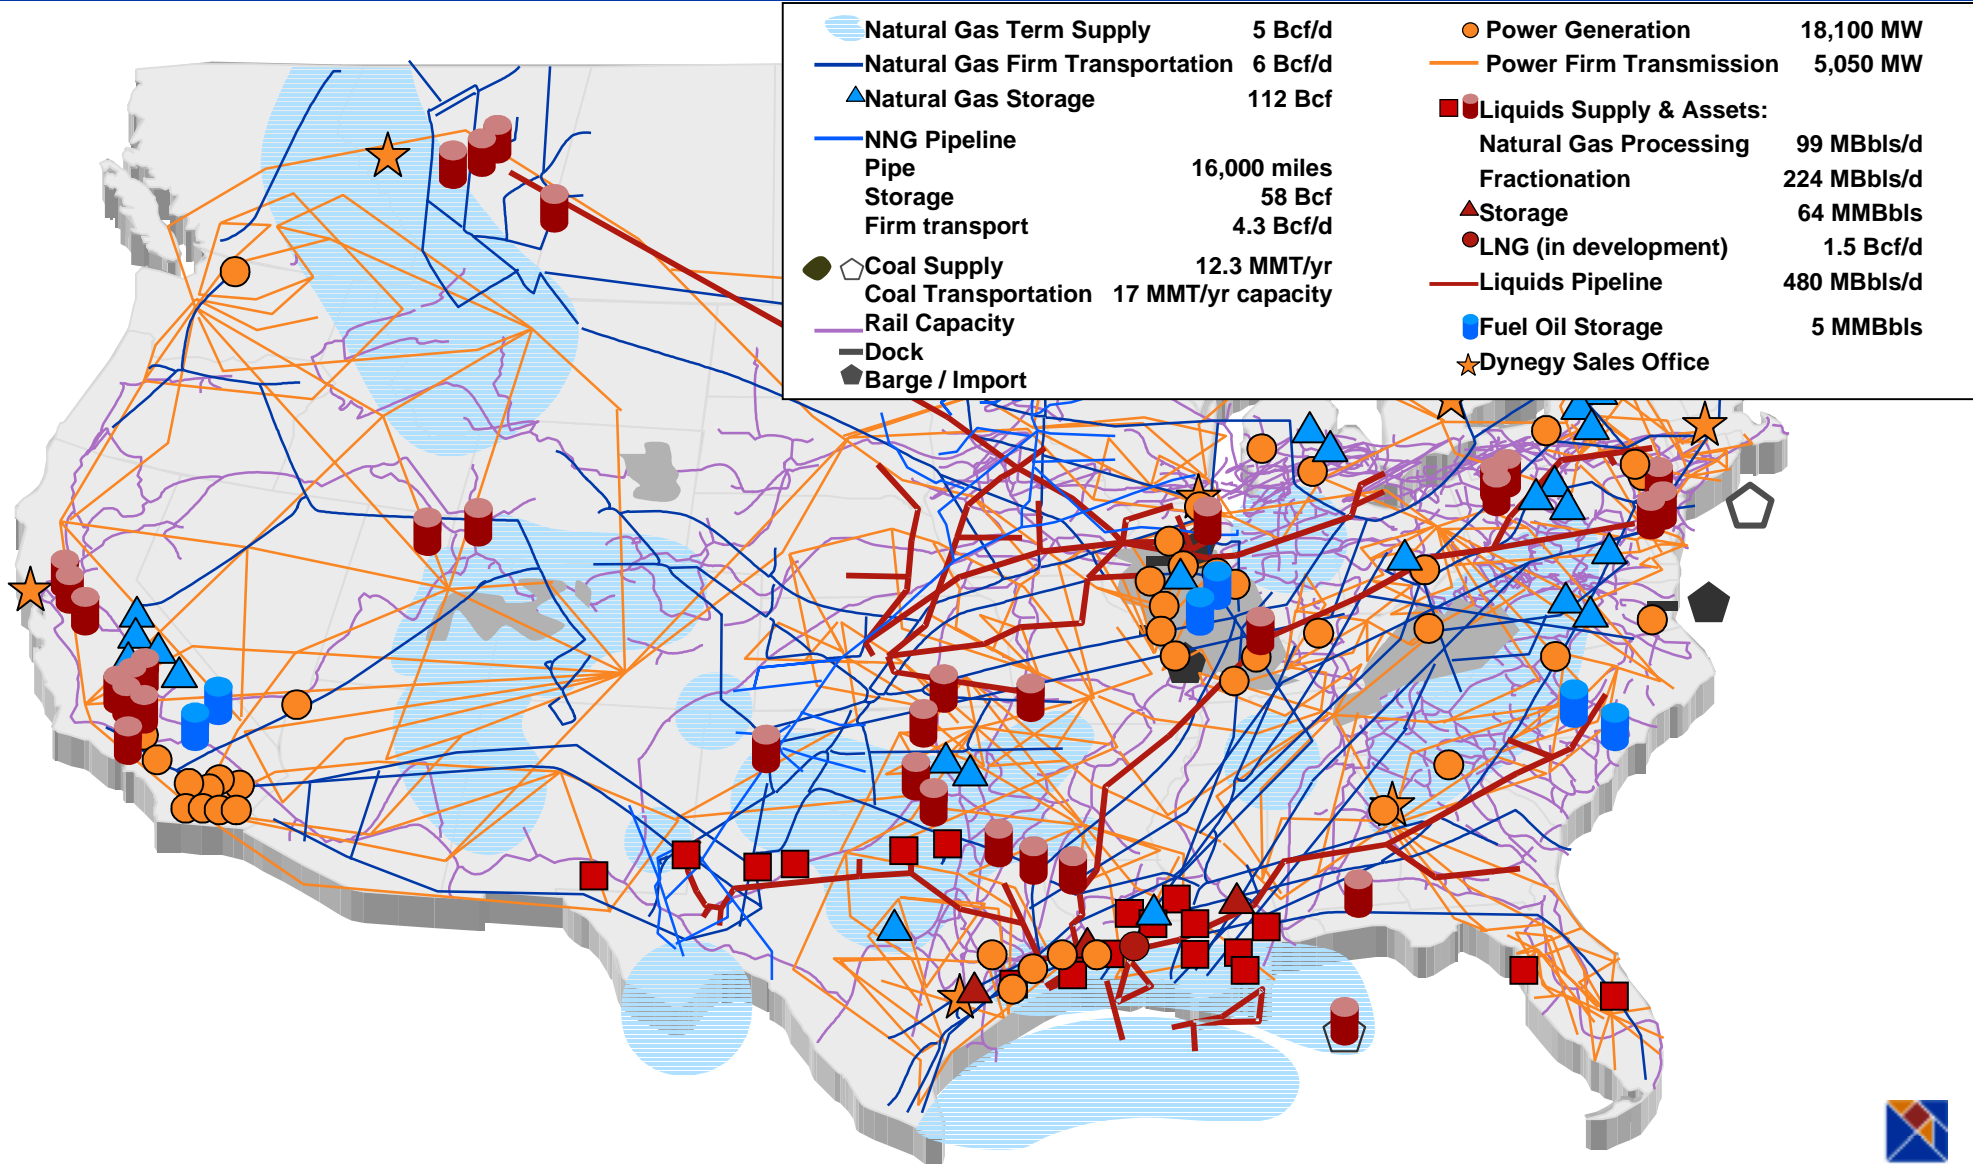 Natural Gas Term Supply 5 Bcf/d
Natural Gas Firm Transportation 6 Bcf/d
Natural Gas Storage 112 Bcf
NNG Pipeline
Pipe 16,000 miles
Storage 58 Bcf
Firm transport 4.3 Bcf/d
Coal Supply 12.3 MMT/yr
Coal Transportation 17 MMT/yr capacity
Rail Capacity
Dock
Barge / Import
Power Generation 18,100 MW
Power Firm Transmission 5,050 MW
Liquids Supply & Assets:
Natural Gas Processing 99 MBbls/d
Fractionation 224 MBbls/d
Storage 64 MMBbls
LNG (in development) 1.5 Bcf/d
Liquids Pipeline 480 MBbls/d
Fuel Oil Storage 5 MMBbls
Dynegy Sales Office